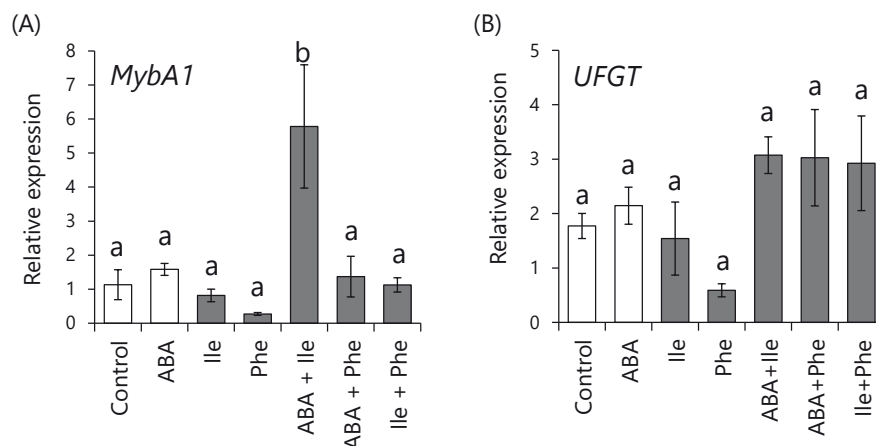 (A)
MybA1
Relative expression
8
7
6
5
4
3
2
1
0
a
a
a
a
b
a
a
Control
ABA
Ile
Phe
ABA + Ile
ABA + Phe
Ile + Phe
(B)
UFGT
Relative expression
5
4
3
2
1
0
a
a
a
a
a
a
a
Control
ABA
Ile
Phe
ABA+Ile
ABA+Phe
Ile+Phe